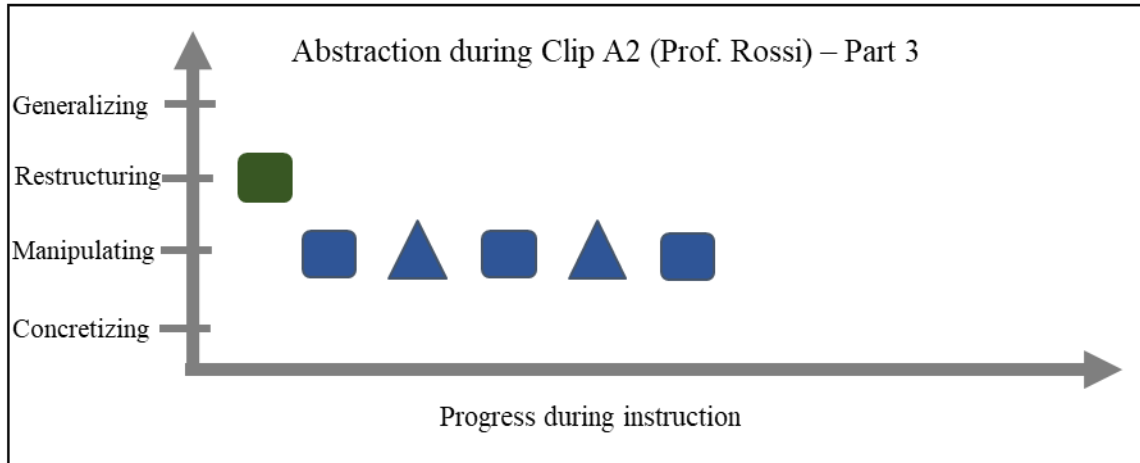 Abstraction during Clip A2 (Prof. Rossi) – Part 3
Generalizing
Restructuring
Manipulating
Concretizing
Progress during instruction